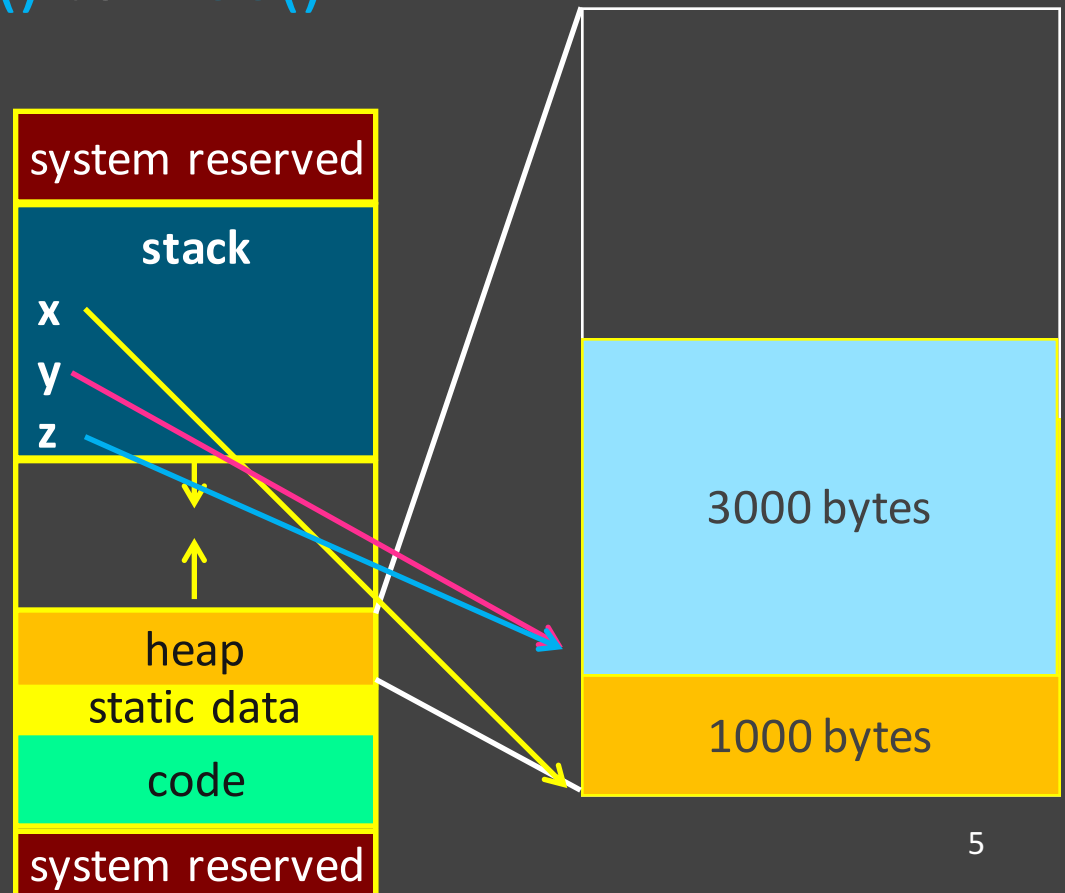 system reserved
stack
x
y
z
heap
static data
code
system reserved
3000 bytes
1000 bytes
5